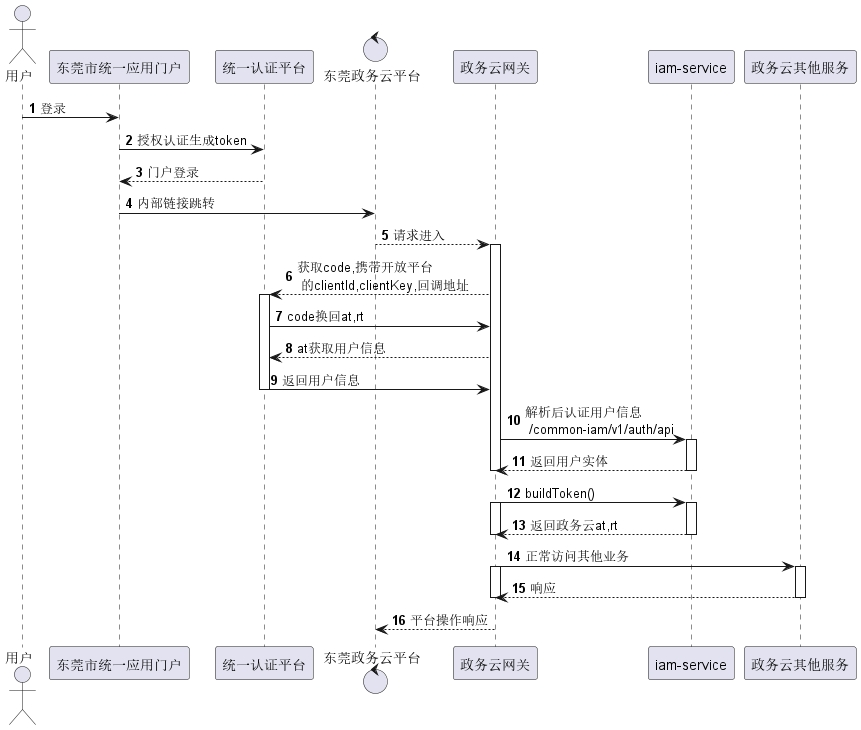 用户
东莞市统一应用门户
统一认证平台
东莞政务云平台
政务云网关
iam-service
政务云其他服务
1 登录
2 授权认证生成token
3 门户登录
4 内部链接跳转
5 请求进入
6 获取code,携带开放平台
的clientId,clientKey,回调地址
7 code换回at,rt
8 at获取用户信息
9 返回用户信息
10 解析后认证用户信息
/common-iam/v1/auth/api
11 返回用户实体
12 buildToken()
13 返回政务云at,rt
14 正常访问其他业务
15 响应
16 平台操作响应
用户
东莞市统一应用门户
统一认证平台
东莞政务云平台
政务云网关
iam-service
政务云其他服务